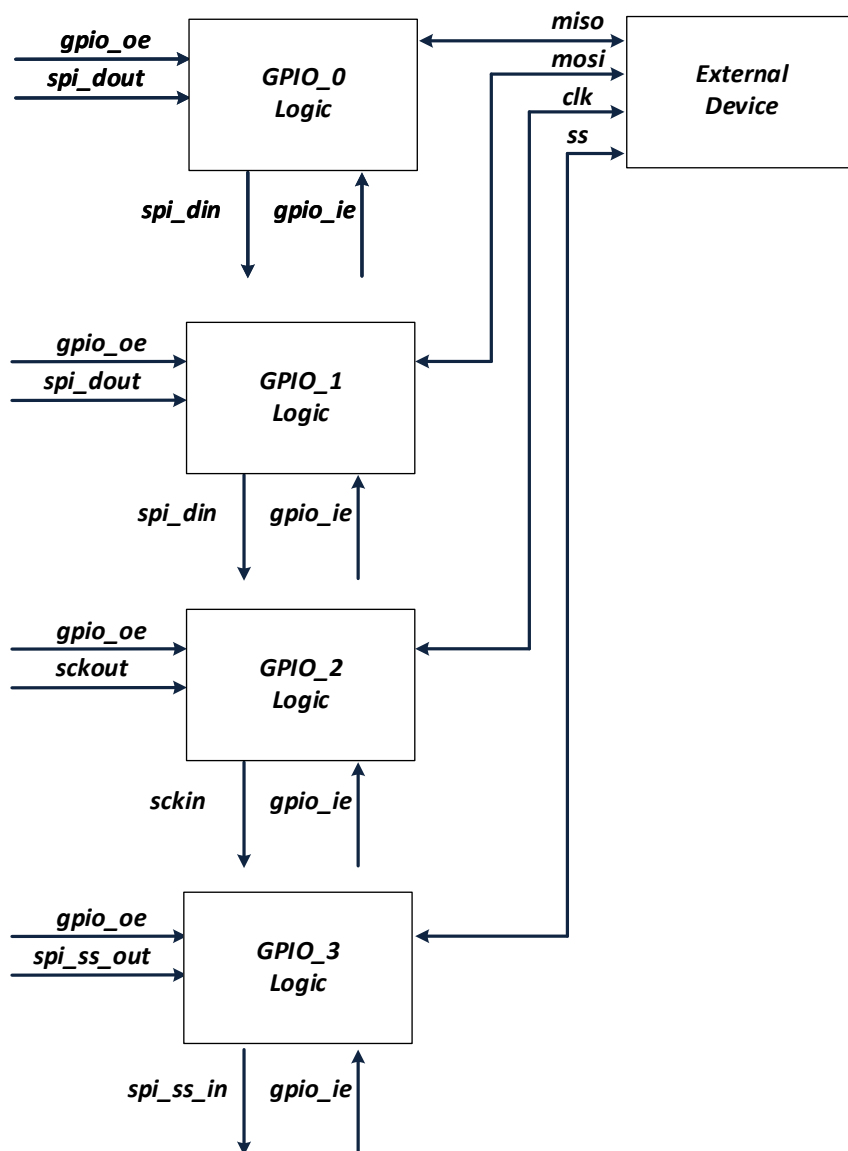 gpio_oe
spi_dout
GPIO_0
Logic
miso
mosi
clk
ss
External
Device
spi_din
gpio_ie
gpio_oe
spi_dout
GPIO_1
Logic
spi_din
gpio_ie
gpio_oe
sckout
GPIO_2
Logic
sckin
gpio_ie
gpio_oe
spi_ss_out
GPIO_3
Logic
spi_ss_in
gpio_ie